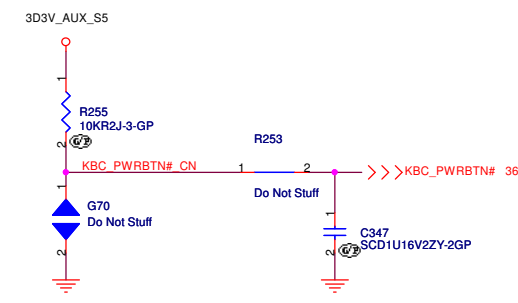 3D3V_AUX_S5
1
R255
10KR2J-3-GP
2
G/P
KBC_PWRBTN#_CN
R253
1
2
Do Not Stuff
KBC_PWRBTN# 36
1
G70
Do Not Stuff
2
1
C347
SCD1U16V2ZY-2GP
2
G/P